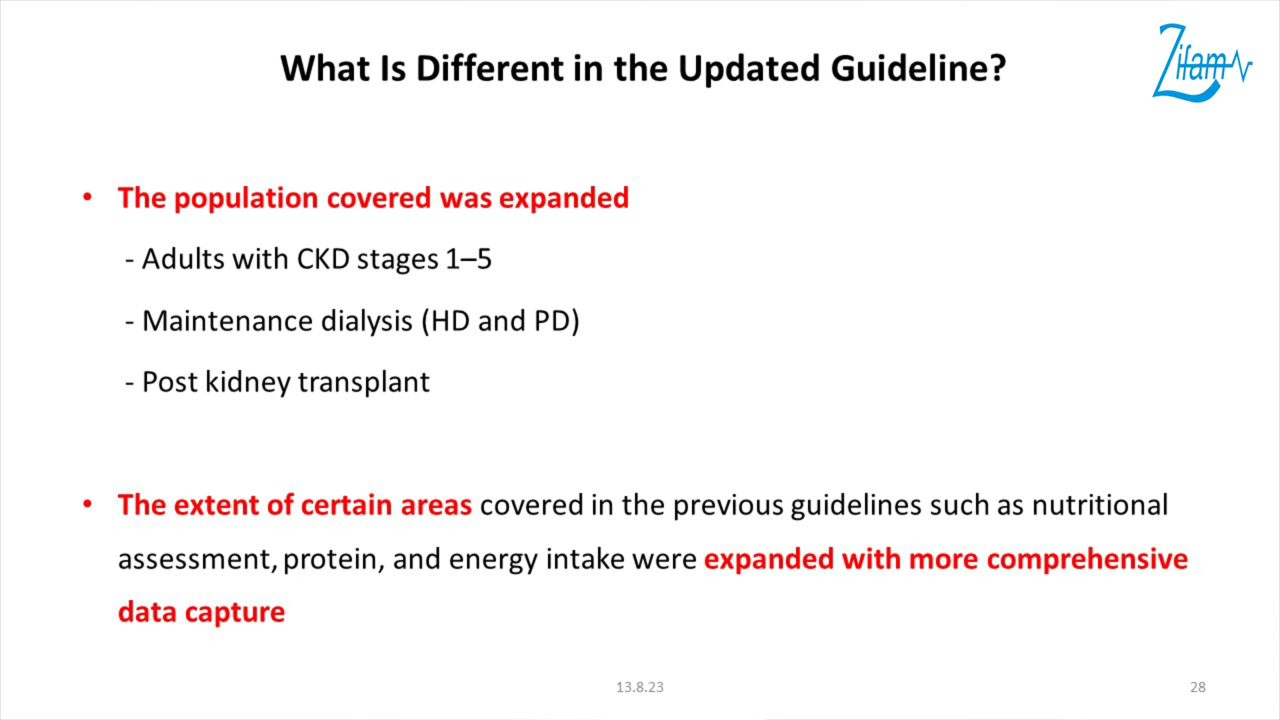 What Is Different in the Updated Guideline?
Zifam
• The population covered was expanded
- Adults with CKD stages 1–5
- Maintenance dialysis (HD and PD)
- Post kidney transplant
• The extent of certain areas covered in the previous guidelines such as nutritional
assessment, protein, and energy intake were expanded with more comprehensive
data capture
13.8.23
28